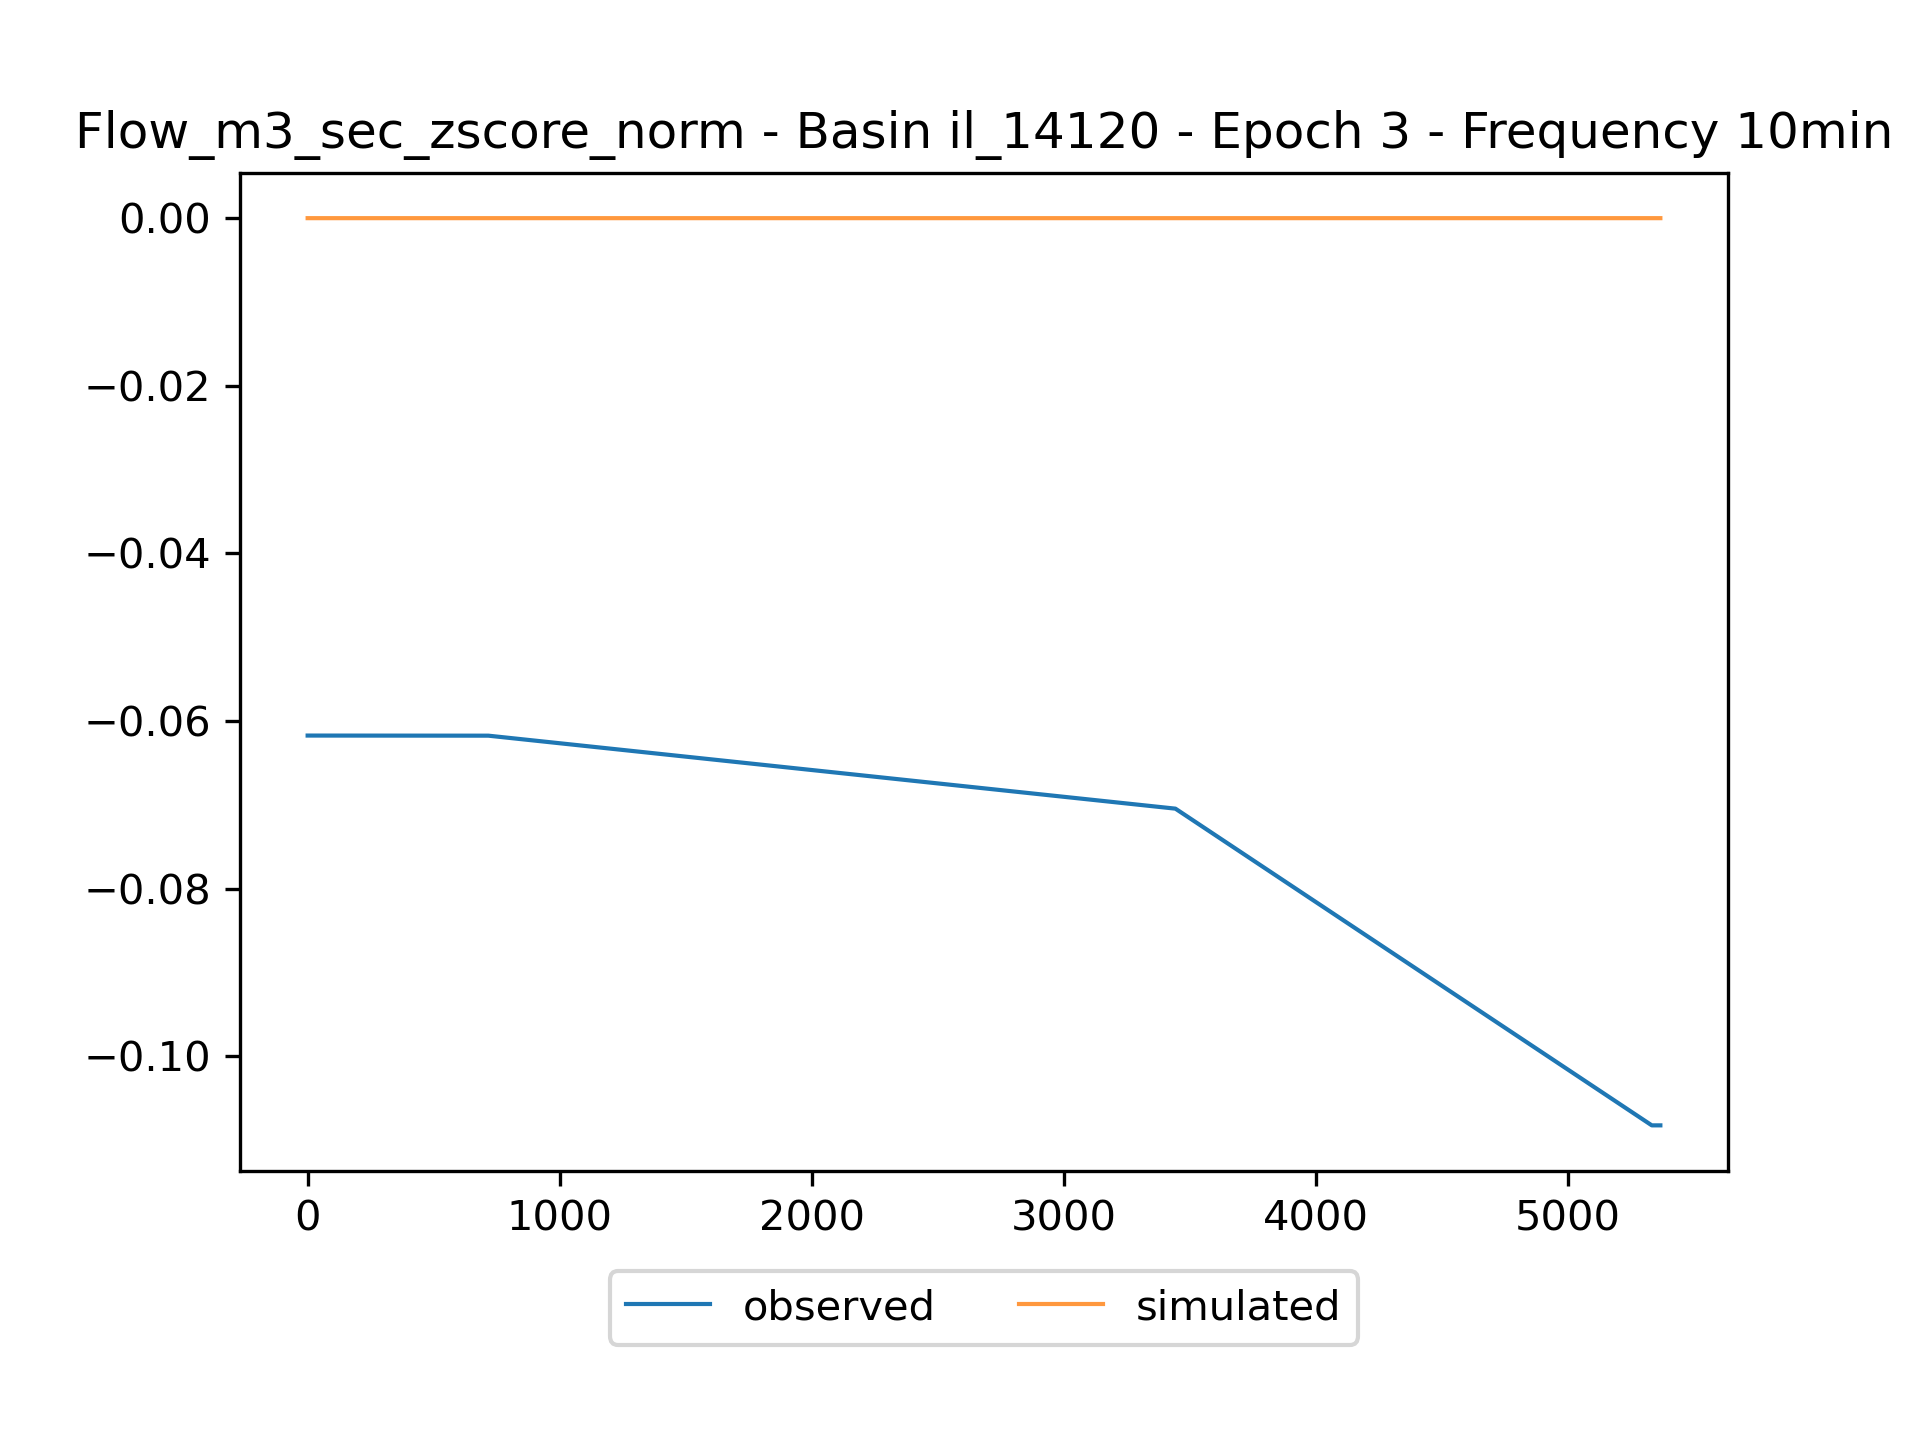 Flow_m3_sec_zscore_norm - Basin il_14120 - Epoch 3 - Frequency 10min
0.00
−0.02
−0.04
−0.06
−0.08
−0.10
0 1000 2000 3000 4000 5000
observed simulated